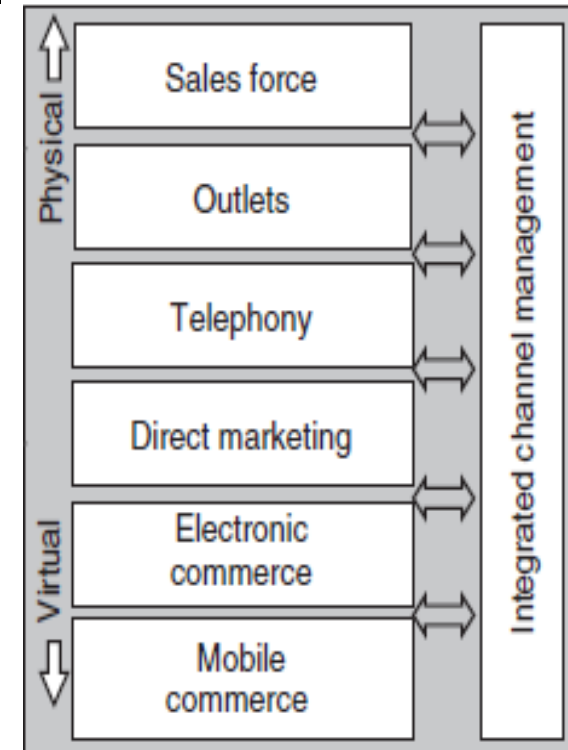 Physical
Sales force
Outlets
Telephony
Direct marketing
Virtual
Electronic
commerce
Mobile
commerce
Integrated channel management